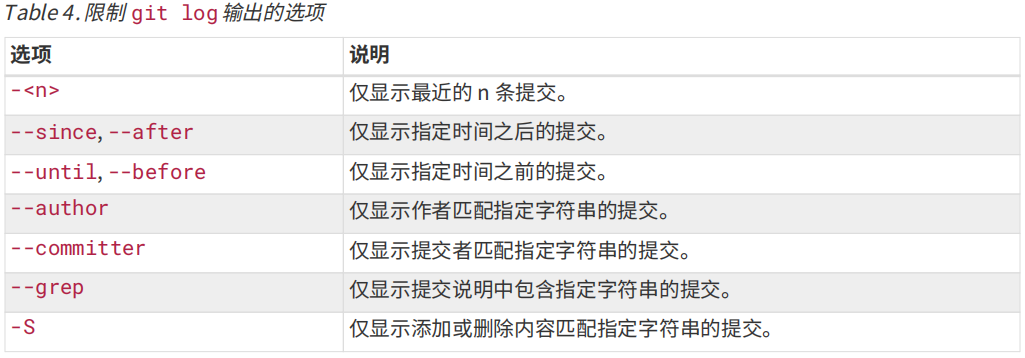 Table 4. 限制 git log 输出的选项
选项 说明
-<n> 仅显示最近的 n 条提交。
--since, --after 仅显示指定时间之后的提交。
--until, --before 仅显示指定时间之前的提交。
--author 仅显示作者匹配指定字符串的提交。
--committer 仅显示提交者匹配指定字符串的提交。
--grep 仅显示提交说明中包含指定字符串的提交。
-S 仅显示添加或删除内容匹配指定字符串的提交。